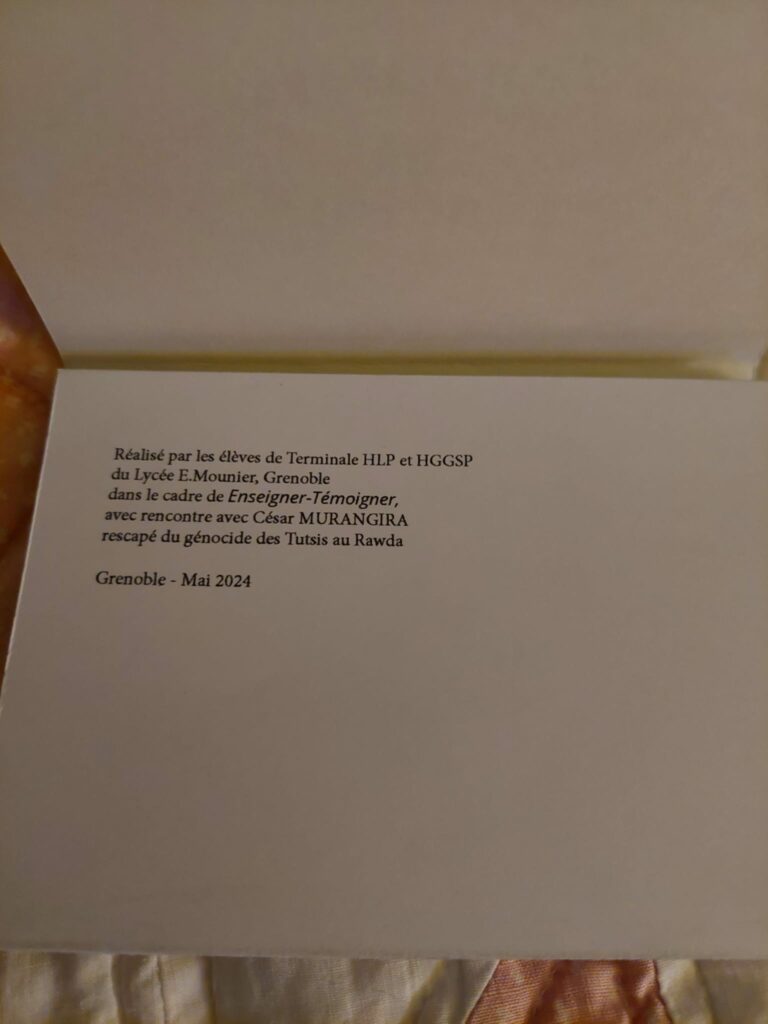 Réalisé par les élèves de Terminale HLP et HGGSP
du Lycée E.Mounier, Grenoble
dans le cadre de Enseigner-Témoigner,
avec rencontre avec César MURANGIRA
rescapé du génocide des Tutsis au Rawda
Grenoble - Mai 2024